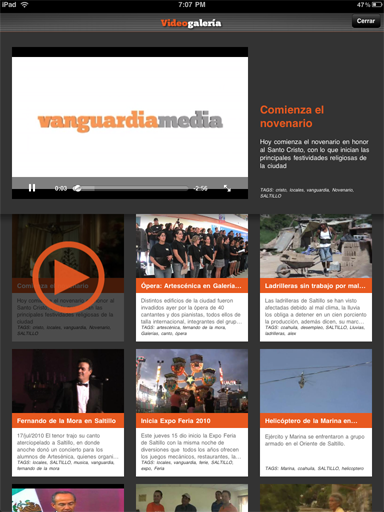 iPad
7:07 PM
47%
Videogalería
Cerrar
vanguardiamedia
0:03
-2:56
Comienza el
novenario
Hoy comienza el novenario en honor
al Santo Cristo, con lo que inician las
principales festividades religiosas de
la ciudad
TAGS: cristo, locales, vanguardia, Novenario,
SALTILLO
Comienza el novenario
Hoy comienza el novenario en honor
al Santo Cristo, con lo que inician las
principales festividades religiosas de la
ciudad
TAGS: cristo, locales, vanguardia, Novenario
SALTILLO
Ópera: Artescénica en Galería...
Distintos edificios de la ciudad fueron
invadidos ayer por la ópera de 40
cantantes y dos pianistas, todos ellos de la
talla internacional, integrantes del grup...
TAGS: artescénica, fernando de la mora,
Galerías, canto, ópera
Ladrilleras sin trabajo por mal...
Las ladrilleras de Saltillo se han visto
afectadas debido al mal clima, la lluvia
los obliga a detener en un cien porciento
la producción, además dicen, su marc...
TAGS: coahuila, desempleo, SALTILLO, Lluvias,
ladrilleras, alex
Fernando de la Mora en Saltillo
17/jul/2010 El tenor trajo su canto
aterciopelado a Saltillo, en donde
anoche donó un concierto para los
alumnos de Artesénica, quienes organi...
TAGS: locales, SALTILLO, musica, vanguardia,
fernando de la mora
Inicia Expo Feria 2010
Este jueves 15 dio inicio la Expo Feria
de Saltillo con la misma noche de
diversiones que todos los años ofrecen
los juegos mecánicos, restaurantes, la...
TAGS: locales, vanguardia, ferie, SALTILLO,
expo, Feria
Helicóptero de la Marina en...
Ejército y Marina se enfrentaron a grupo
armado en el Oriente de Saltillo.
TAGS: Marina, coahuila, SALTILLO, helicoptero